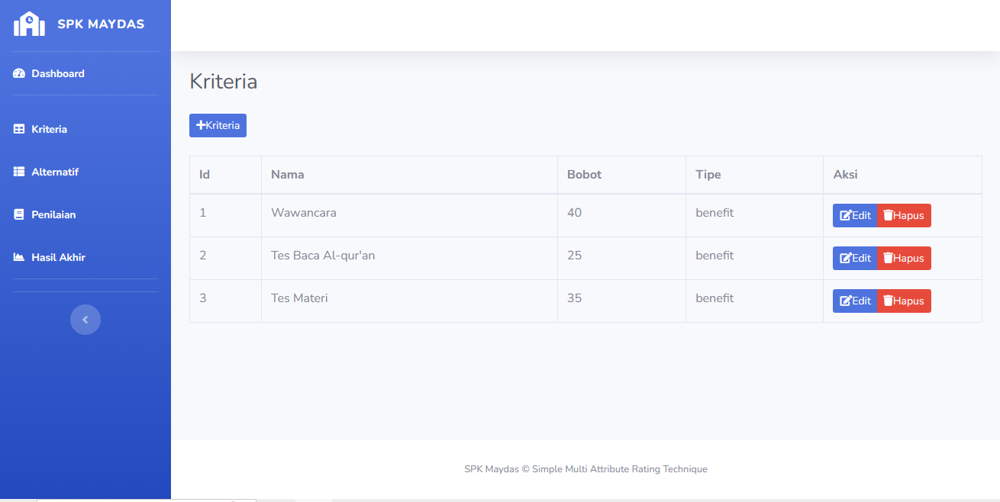 SPK MAYDAS
Dashboard
Kriteria
Alternatif
Penilaian
Hasil Akhir
Kriteria
Kriteria
Id Nama Bobot Tipe Aksi
1 Wawancara 40 benefit Edit Hapus
2 Tes Baca Al-qur'an 25 benefit Edit Hapus
3 Tes Materi 35 benefit Edit Hapus
SPK Maydas © Simple Multi Attribute Rating Technique